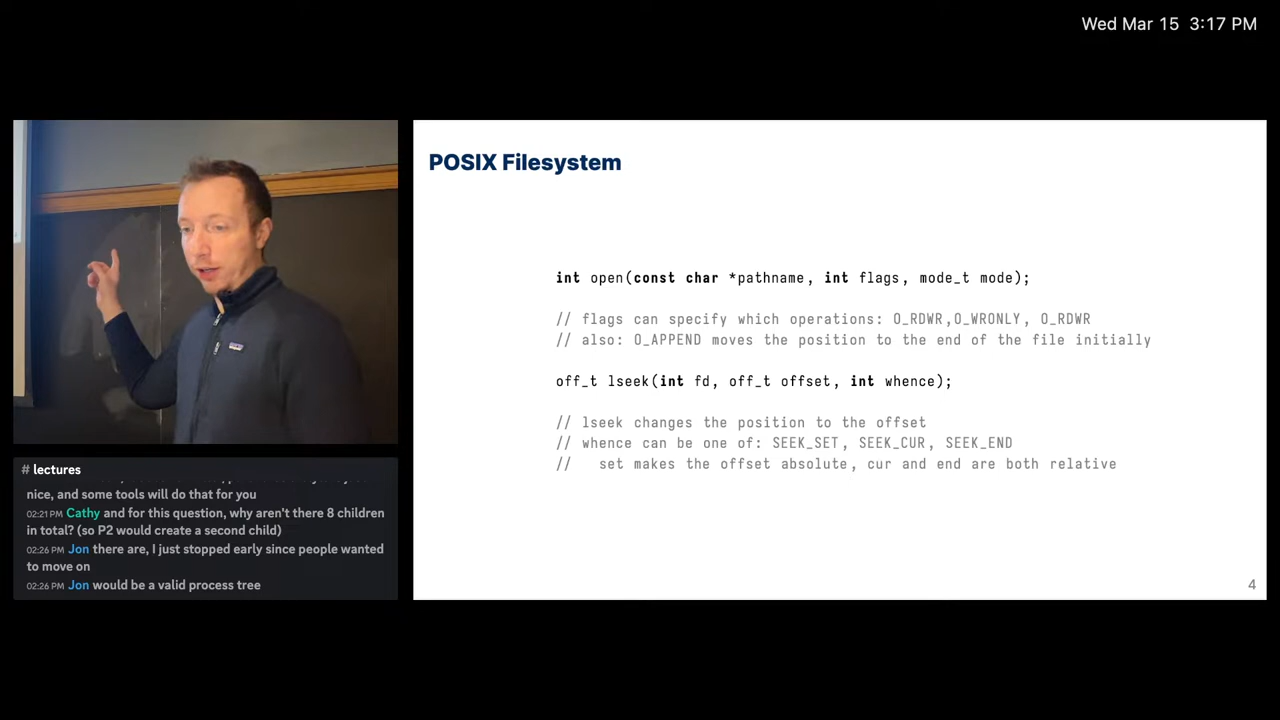 Wed Mar 15 3:17 PM
POSIX Filesystem
int open(const char *pathname, int flags, mode_t mode);
// flags can specify which operations: O_RDWR,O_WRONLY, O_RDWR
// also: O_APPEND moves the position to the end of the file initially
off_t lseek(int fd, off_t offset, int whence);
// lseek changes the position to the offset
// whence can be one of: SEEK_SET, SEEK_CUR, SEEK_END
// set makes the offset absolute, cur and end are both relative
4
# lectures
nice, and some tools will do that for you
02:21 PM Cathy and for this question, why aren't there 8 children
in total? (so P2 would create a second child)
02:26 PM Jon there are, I just stopped early since people wanted
to move on
02:26 PM Jon would be a valid process tree